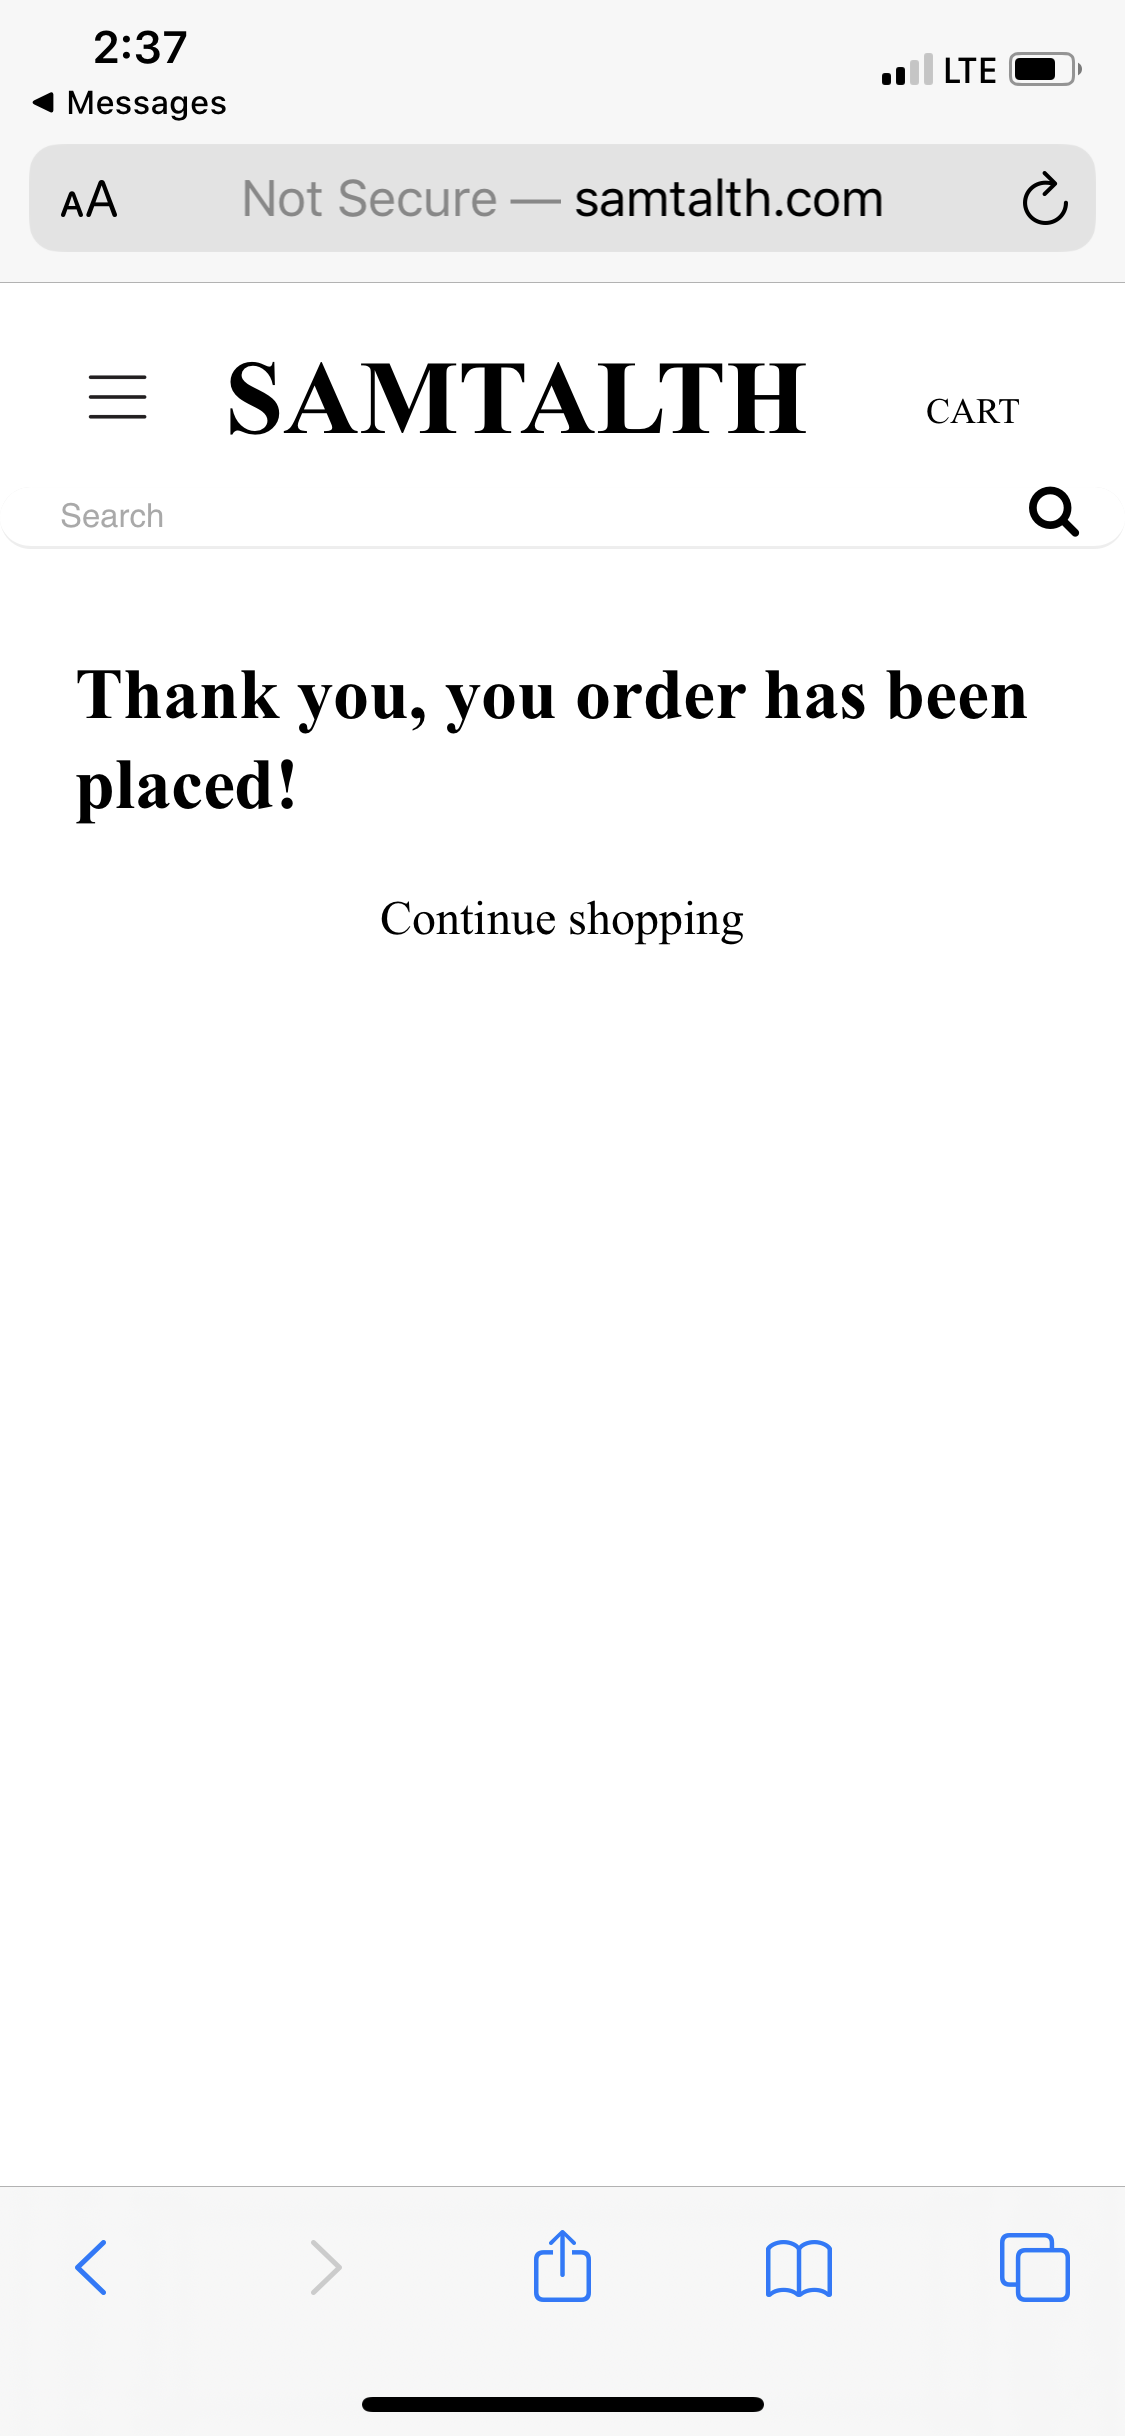 2:37
LTE
◀ Messages
AA Not Secure — samtalth.com
SAMTALTH
CART
Search
Thank you, you order has been
placed!
Continue shopping